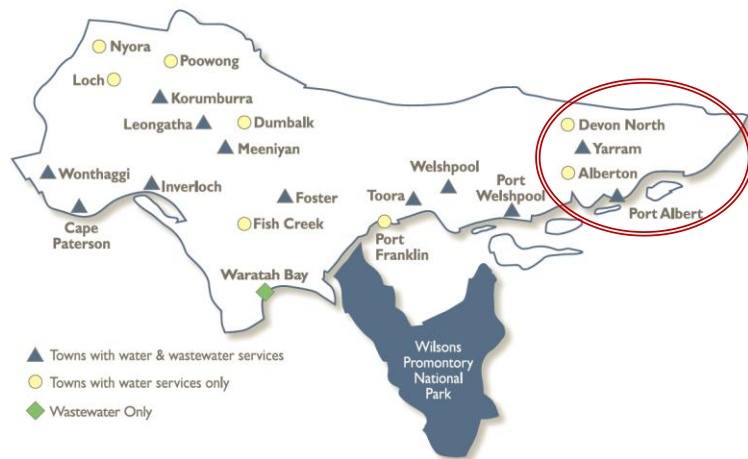 Nyora
Poowong
Loch
Korumburra
Leongatha
Dumbalk
Meeniyan
Devon North
Yarram
Alberton
Port Albert
Wonthaggi
Inverloch
Cape
Paterson
Foster
Fish Creek
Toora
Welshpool
Port
Welshpool
Port
Franklin
Waratah Bay
Wilsons
Promontory
National
Park
Towns with water & wastewater services
Towns with water services only
Wastewater Only